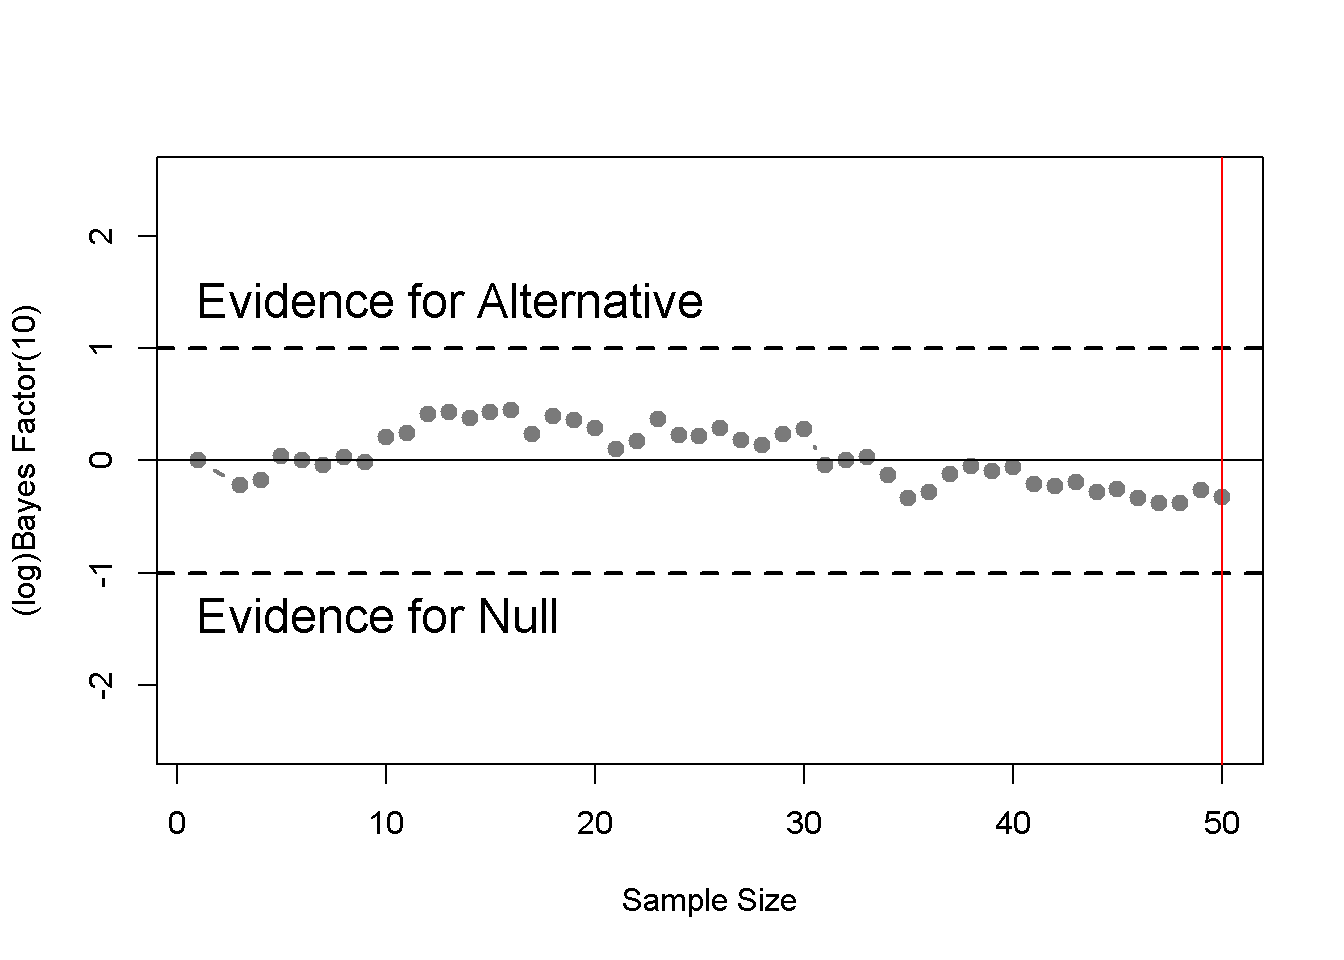 2
Evidence for Alternative
1
(log)Bayes Factor(10)
0
-1
Evidence for Null
-2
0 10 20 30 40 50
Sample Size